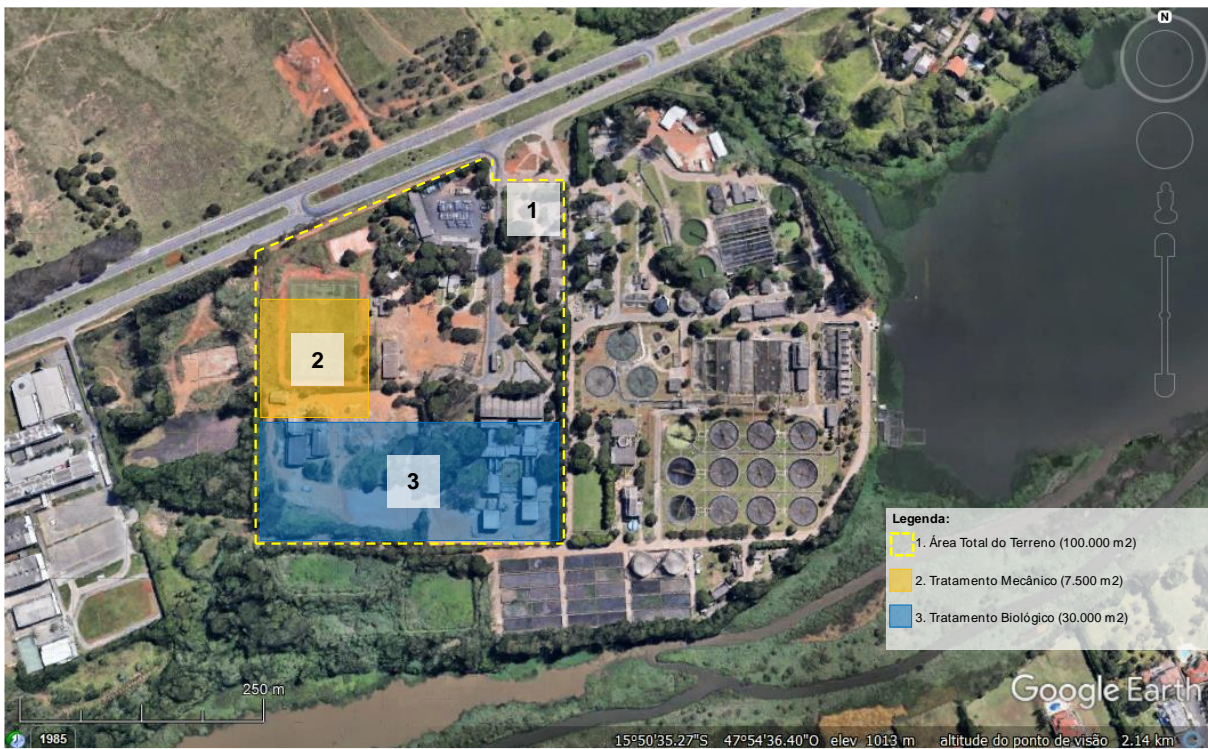 N
1
2
3
Legenda:
1. Área Total do Terreno (100.000 m2)
2. Tratamento Mecânico (7.500 m2)
3. Tratamento Biológico (30.000 m2)
250 m
Google Earth
1985
15°50'35.27"S 47°54'36.40"O elev 1013 m altitude do ponto de visão 2.14 km